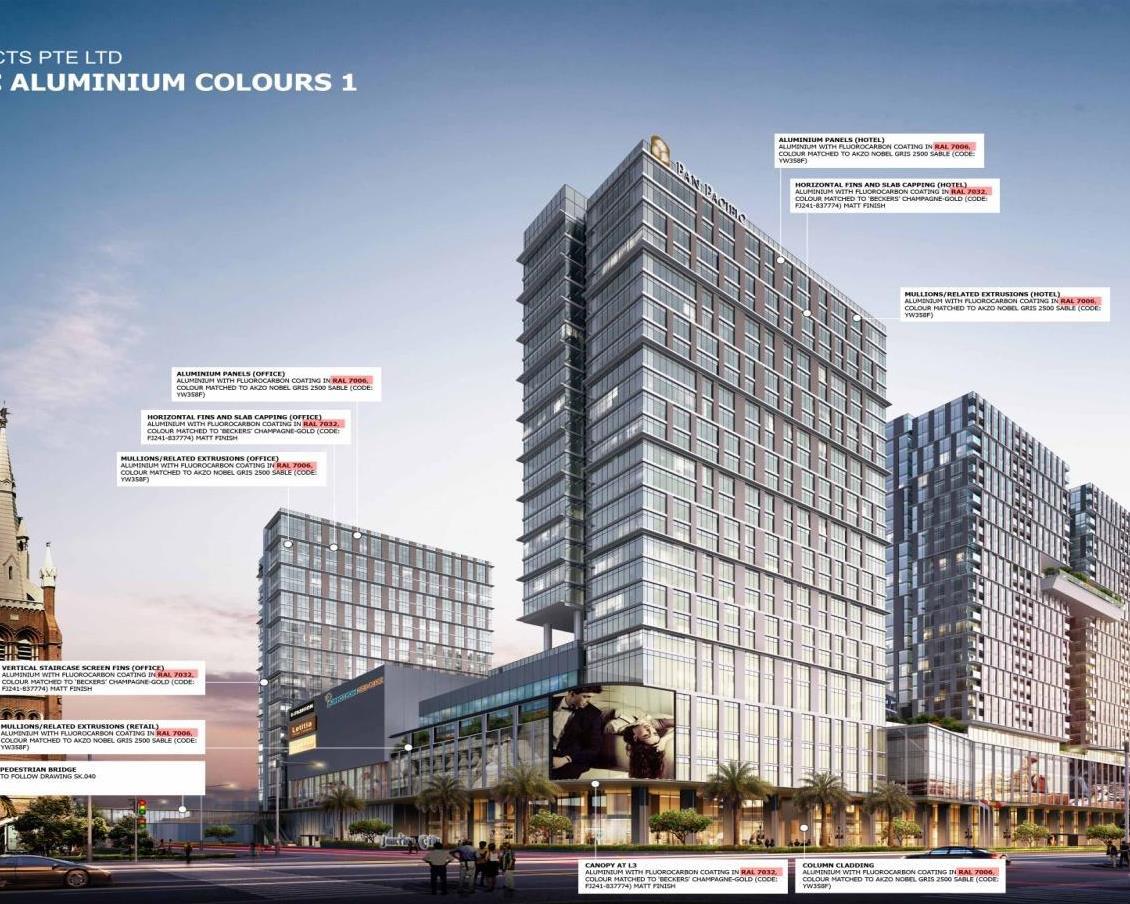 CTS PTE LTD
: ALUMINIUM COLOURS 1
ALUMINIUM PANELS (HOTEL)
ALUMINIUM WITH FLUOROCARBON COATING IN RAL 7006,
COLOUR MATCHED TO AKZO NOBEL GRIS 2500 SABLE (CODE:
YW358F)
HORIZONTAL FINS AND SLAB CAPPING (HOTEL)
ALUMINIUM WITH FLUOROCARBON COATING IN RAL 7032,
COLOUR MATCHED TO 'BECKERS' CHAMPAGNE-GOLD (CODE:
FJ241-837774) MATT FINISH
PAN PACIFIC
MULLIONS/RELATED EXTRUSIONS (HOTEL)
ALUMINIUM WITH FLUOROCARBON COATING IN RAL 7006,
COLOUR MATCHED TO AKZO NOBEL GRIS 2500 SABLE (CODE:
YW358F)
ALUMINIUM PANELS (OFFICE)
ALUMINIUM WITH FLUOROCARBON COATING IN RAL 7006,
COLOUR MATCHED TO AKZO NOBEL GRIS 2500 SABLE (CODE:
YW358F)
HORIZONTAL FINS AND SLAB CAPPING (OFFICE)
ALUMINIUM WITH FLUOROCARBON COATING IN RAL 7032,
COLOUR MATCHED TO 'BECKERS' CHAMPAGNE-GOLD (CODE:
FJ241-837774) MATT FINISH
MULLIONS/RELATED EXTRUSIONS (OFFICE)
ALUMINIUM WITH FLUOROCARBON COATING IN RAL 7006,
COLOUR MATCHED TO AKZO NOBEL GRIS 2500 SABLE (CODE:
YW358F)
VERTICAL STAIRCASE SCREEN FINS (OFFICE)
ALUMINIUM WITH FLUOROCARBON COATING IN RAL 7032,
COLOUR MATCHED TO 'BECKERS' CHAMPAGNE-GOLD (CODE:
FJ241-837774) MATT FINISH
MULLIONS/RELATED EXTRUSIONS (RETAIL)
ALUMINIUM WITH FLUOROCARBON COATING IN RAL 7006,
COLOUR MATCHED TO AKZO NOBEL GRIS 2500 SABLE (CODE:
YW358F)
PEDESTRIAN BRIDGE
TO FOLLOW DRAWING SK.040
Letitia
Junction City
CANOPY AT L3
ALUMINIUM WITH FLUOROCARBON COATING IN RAL 7032,
COLOUR MATCHED TO 'BECKERS' CHAMPAGNE-GOLD (CODE:
FJ241-837774) MATT FINISH
COLUMN CLADDING
ALUMINIUM WITH FLUOROCARBON COATING IN RAL 7006,
COLOUR MATCHED TO AKZO NOBEL GRIS 2500 SABLE (CODE:
YW358F)